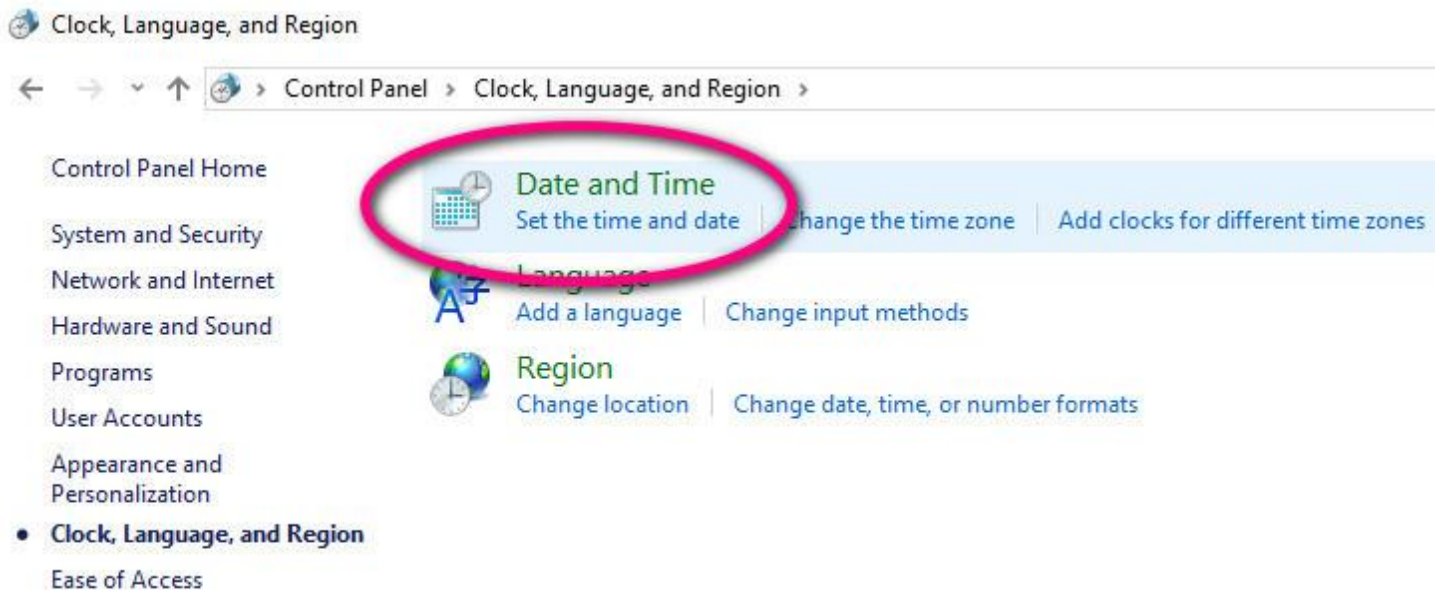 Clock, Language, and Region
Control Panel > Clock, Language, and Region >
Control Panel Home
System and Security
Network and Internet
Hardware and Sound
Programs
User Accounts
Appearance and
Personalization
Clock, Language, and Region
Ease of Access
Date and Time
Set the time and date Change the time zone Add clocks for different time zones
Language
Add a language Change input methods
Region
Change location Change date, time, or number formats